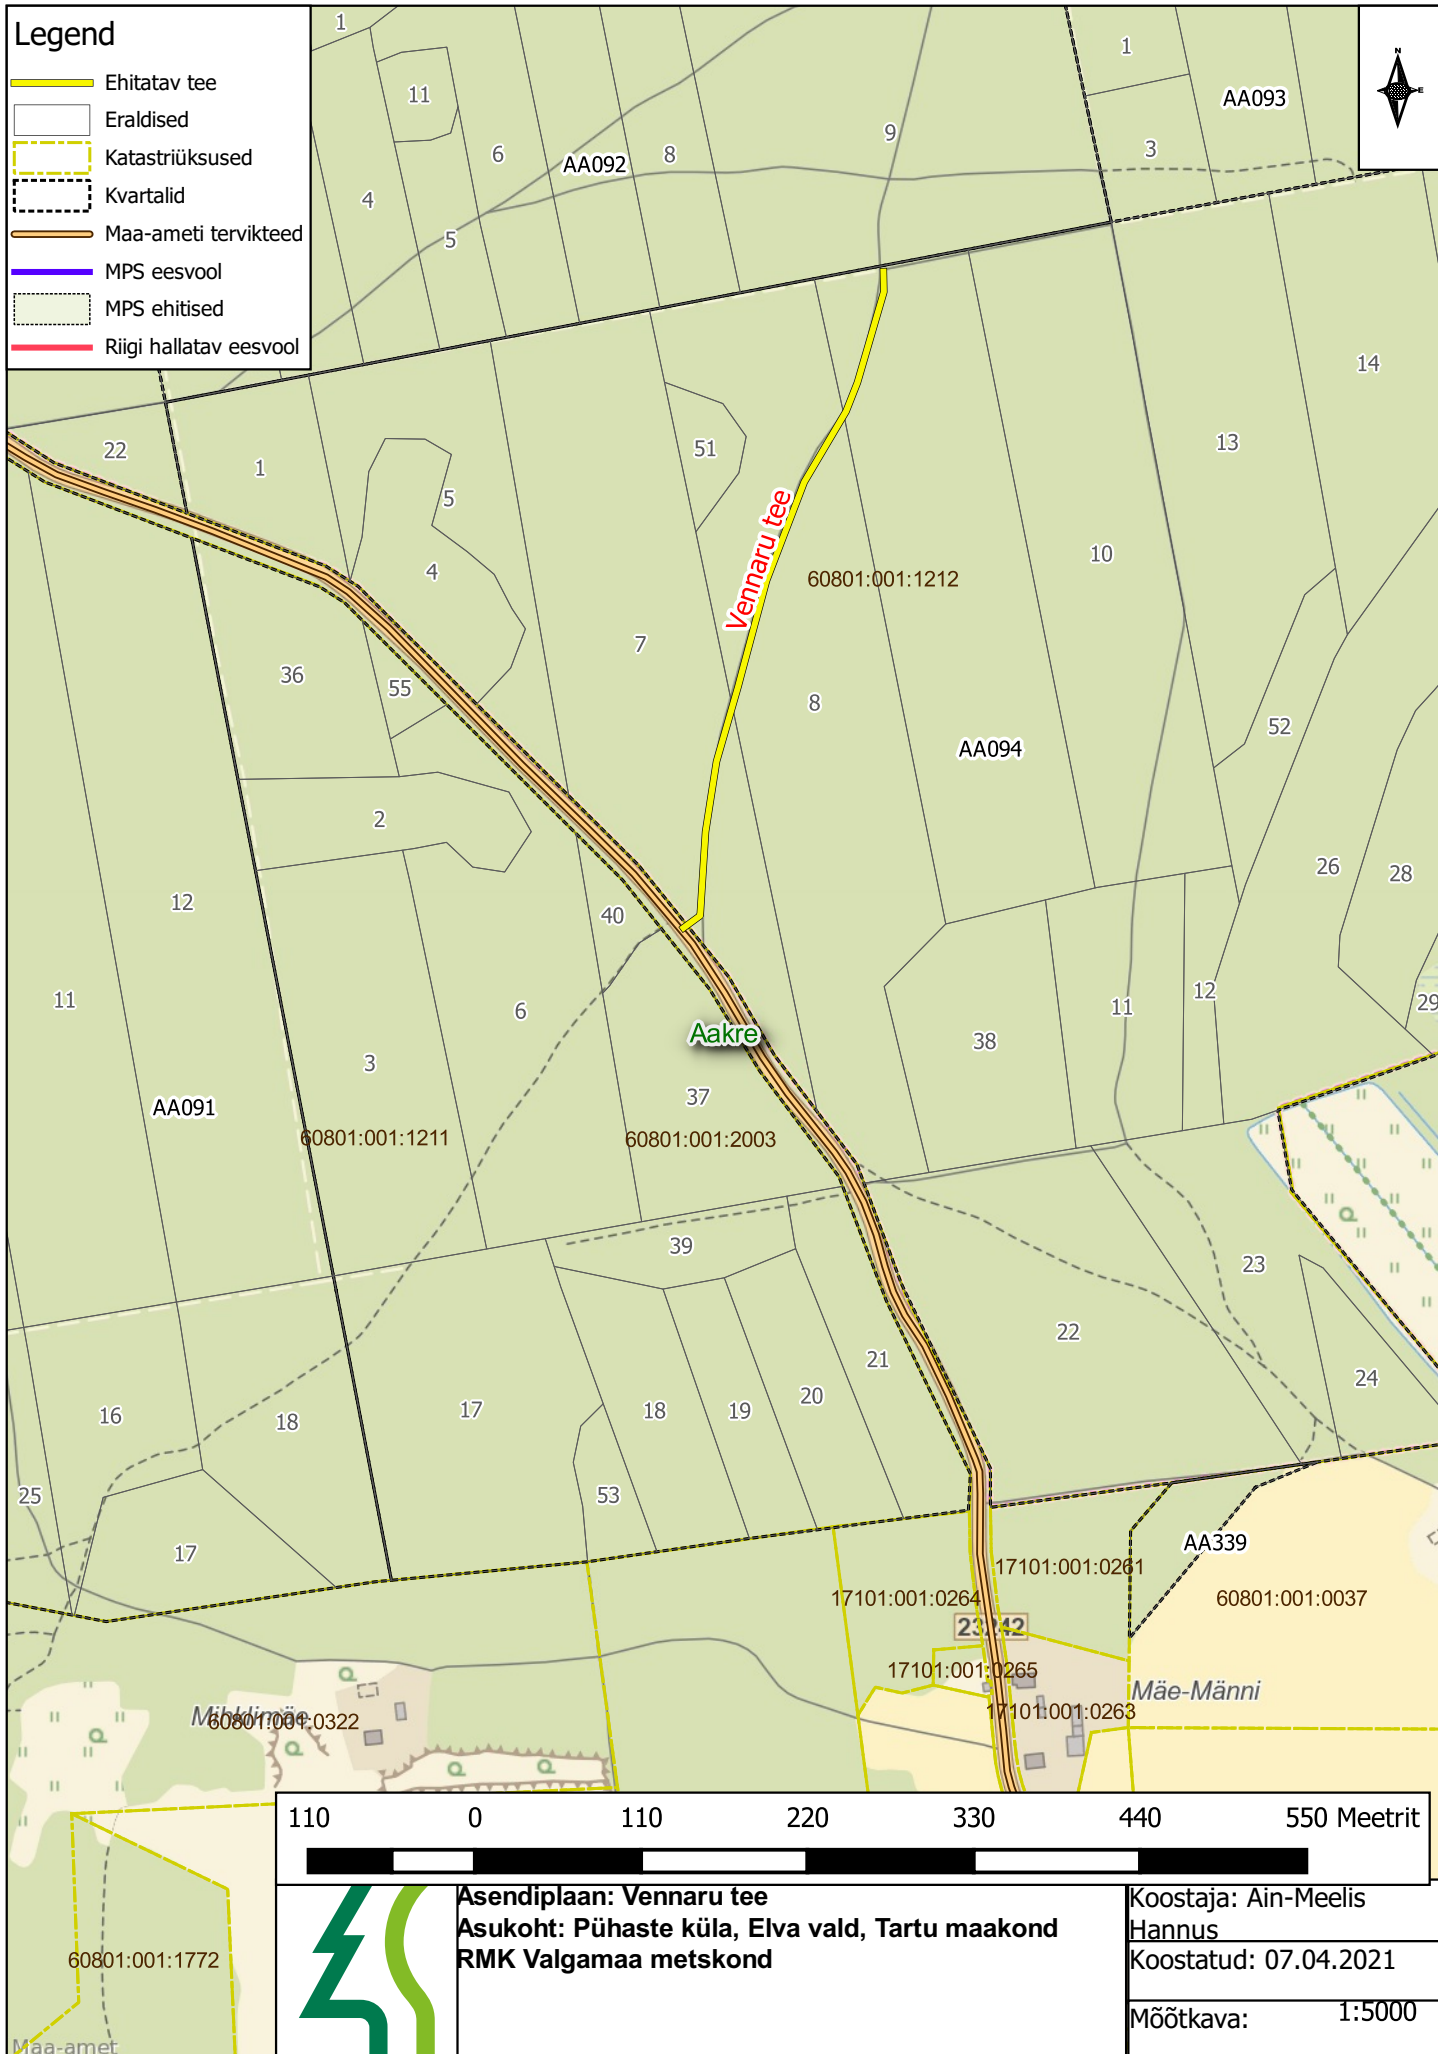 Legend
Ehitatav tee
Eraldised
Katastriüksused
Kvartalid
Maa-ameti tervikteed
MPS eesvool
MPS ehitised
Riigi hallatav eesvool
N
E
1
11
4
5
6
AA092
8
9
1
AA093
3
14
13
22
1
5
4
51
Vennaru tee
60801:001:1212
10
7
36
55
8
AA094
52
2
26
28
12
40
11
6
12
11
29
Aakre
38
3
37
AA091
60801:001:1211
60801:001:2003
39
23
22
21
24
20
16
18
17
18
19
25
53
17
AA339
17101:001:0261
17101:001:0264
60801:001:0037
23242
17101:001:0265
Mäe-Männi
Mihklimäe
60801:001:0322
17101:001:0263
110 0 110 220 330 440 550 Meetrit
60801:001:1772
Maa-amet
Asendiplaan: Vennaru tee
Asukoht: Pühaste küla, Elva vald, Tartu maakond
RMK Valgamaa metskond
Koostaja: Ain-Meelis
Hannus
Koostatud: 07.04.2021
Mõõtkava: 1:5000